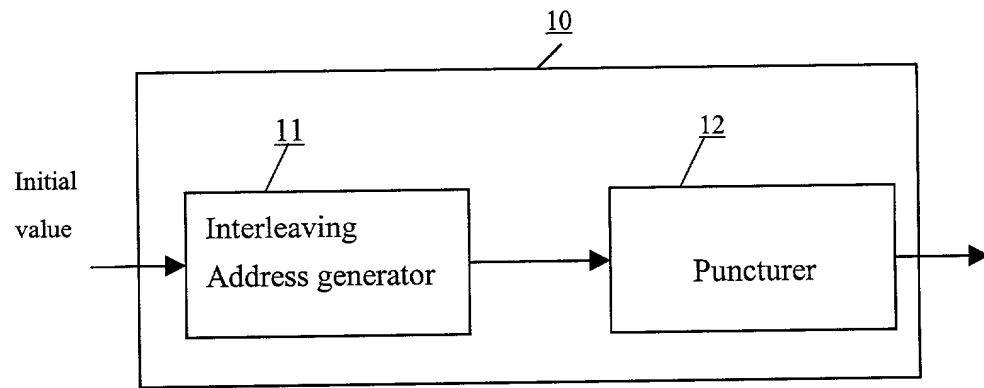 10
11
12
Initial
value
Interleaving
Address generator
Puncturer